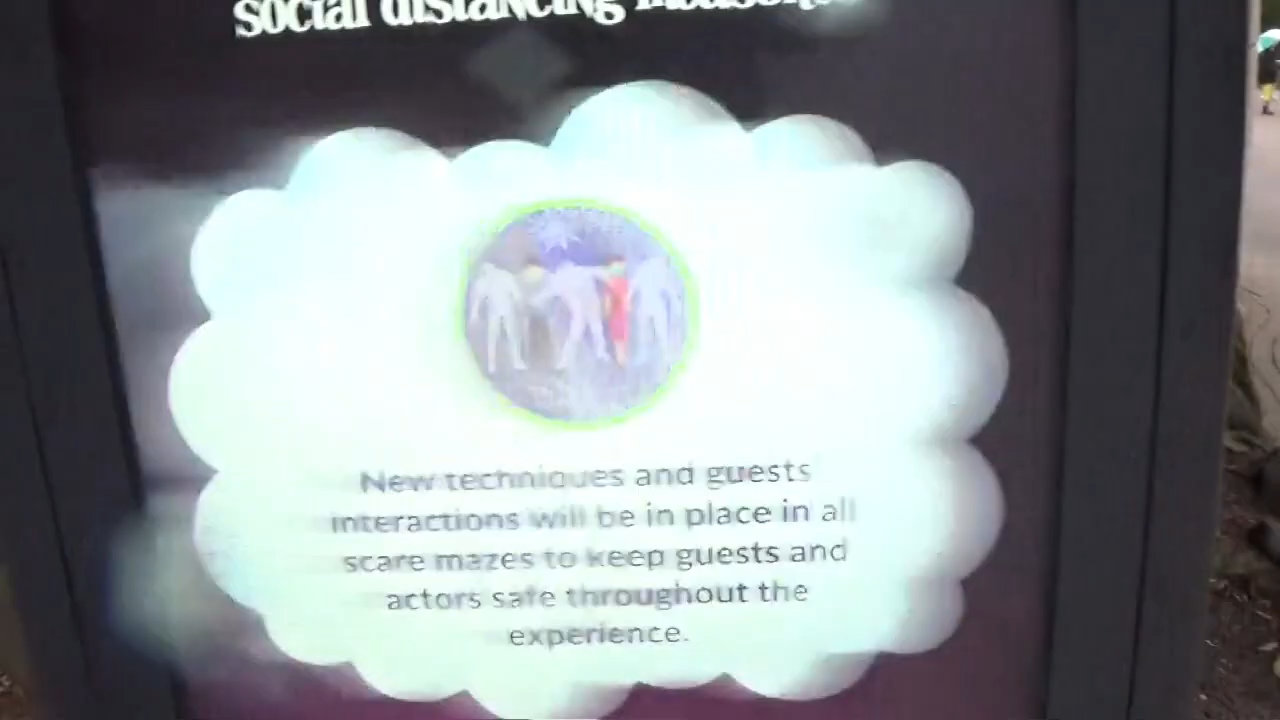 social distancing measures
New techniques and guests
interactions will be in place in all
scare mazes to keep guests and
actors safe throughout the
experience.